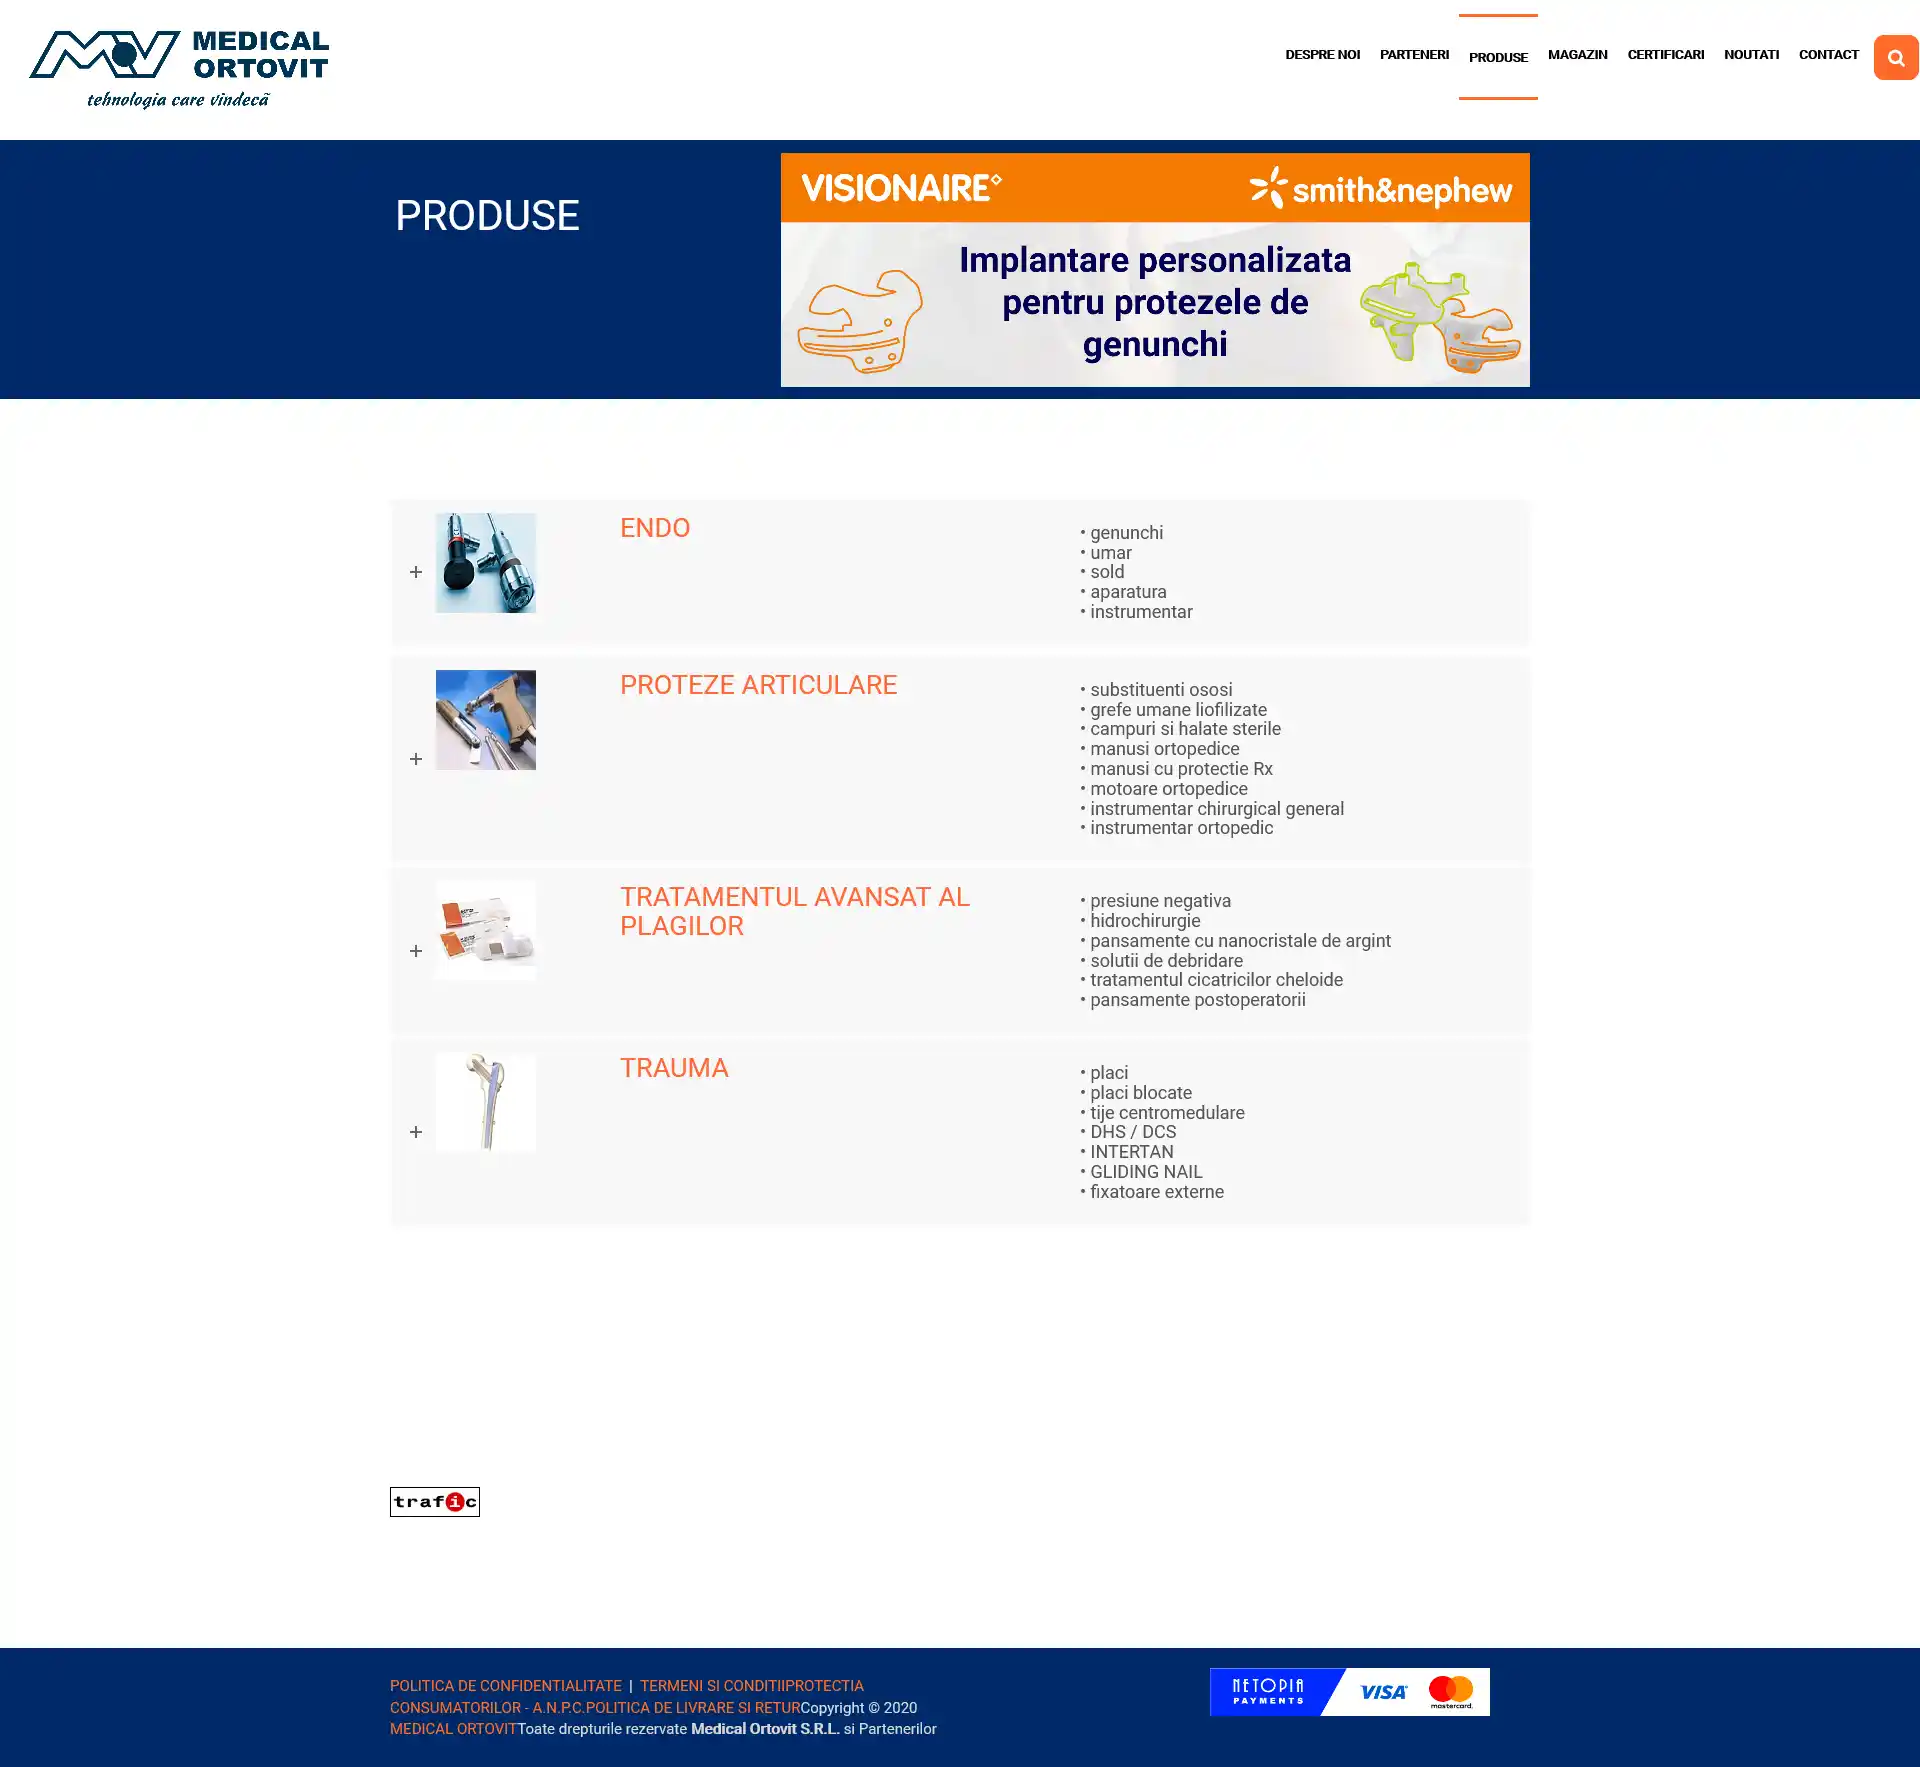 MEDICAL
ORTOVIT
tehnologia care vindecã
DESPRE NOI
PARTENERI
PRODUSE
MAGAZIN
CERTIFICARI
NOUTATI
CONTACT
PRODUSE
VISIONAIRE
smith&nephew
Implantare personalizata
pentru protezele de
genunchi
ENDO
• genunchi
• umar
• sold
• aparatura
• instrumentar
PROTEZE ARTICULARE
• substituenti ososi
• grefe umane liofilizate
• campuri si halate sterile
• manusi ortopedice
• manusi cu protectie Rx
• motoare ortopedice
• instrumentar chirurgical general
• instrumentar ortopedic
TRATAMENTUL AVANSAT AL
PLAGILOR
• presiune negativa
• hidrochirurgie
• pansamente cu nanocristale de argint
• solutii de debridare
• tratamentul cicatricilor cheloide
• pansamente postoperatorii
TRAUMA
• placi
• placi blocate
• tije centromedulare
• DHS / DCS
• INTERTAN
• GLIDING NAIL
• fixatoare externe
trafic
POLITICA DE CONFIDENTIALITATE | TERMENI SI CONDITIIPROTECTIA
CONSUMATORILOR - A.N.P.C.POLITICA DE LIVRARE SI RETURCopyright © 2020
MEDICAL ORTOVITToate drepturile rezervate Medical Ortovit S.R.L. si Partenerilor
NETOPIA
PAYMENTS
VISA
mastercard.